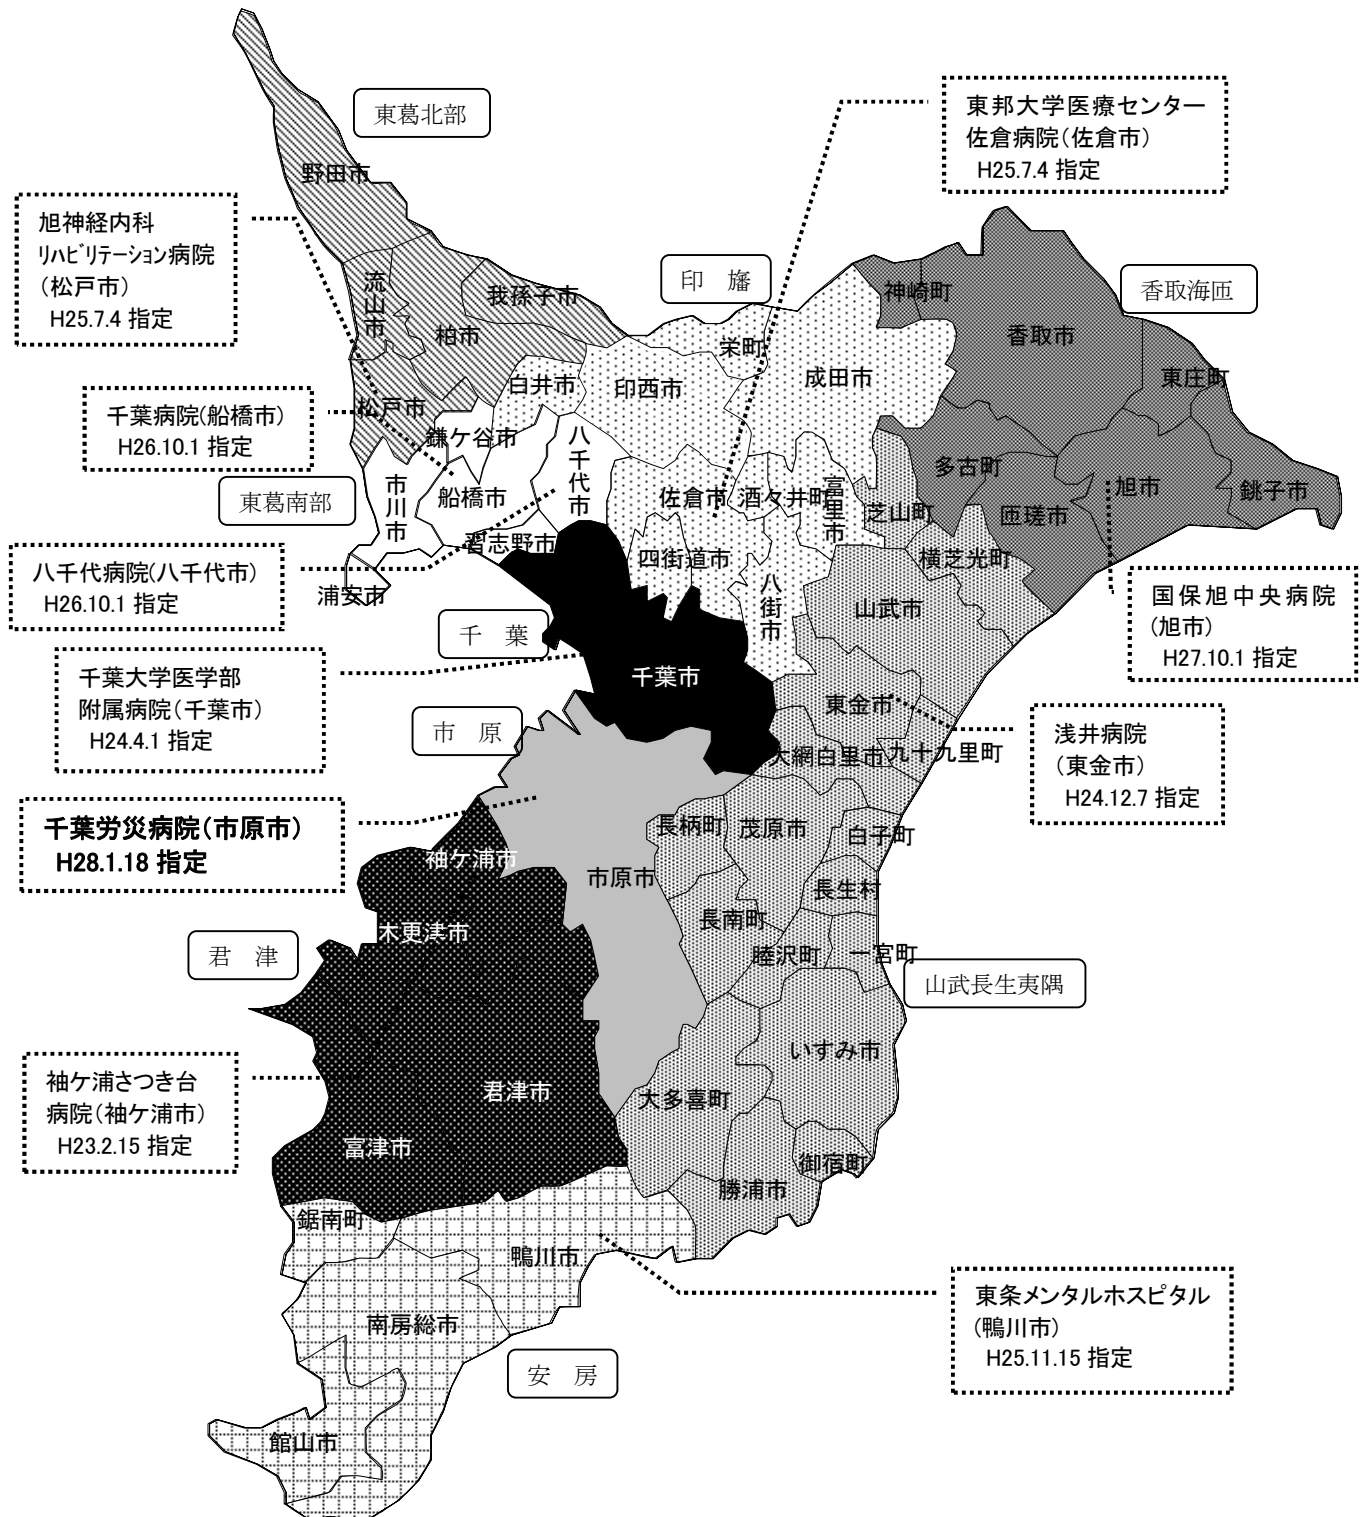 東葛北部
野田市
東邦大学医療センター
佐倉病院(佐倉市)
H25.7.4 指定
旭神経内科
ﾘﾊﾋﾞﾘﾃｰｼｮﾝ病院
(松戸市)
H25.7.4 指定
流山市
我孫子市
柏市
印　旛
神崎町
香取海匝
香取市
栄町
成田市
東庄町
白井市
印西市
千葉病院(船橋市)
H26.10.1 指定
松戸市
鎌ケ谷市
八千代市
多古町
東葛南部
市川市
船橋市
佐倉市
酒々井町
富里市
芝山町
匝瑳市
旭市
銚子市
習志野市
四街道市
横芝光町
八千代病院(八千代市)
H26.10.1 指定
浦安市
八街市
山武市
国保旭中央病院
(旭市)
H27.10.1 指定
千　葉
千葉市
千葉大学医学部
附属病院(千葉市)
H24.4.1 指定
市　原
東金市
大網白里市
九十九里町
浅井病院
(東金市)
H24.12.7 指定
千葉労災病院(市原市)
H28.1.18 指定
長柄町
茂原市
白子町
袖ケ浦市
市原市
長生村
長南町
木更津市
睦沢町
一宮町
君　津
山武長生夷隅
いすみ市
袖ケ浦さつき台
病院(袖ケ浦市)
H23.2.15 指定
君津市
大多喜町
富津市
御宿町
勝浦市
鋸南町
鴨川市
東条メンタルホスピタル
(鴨川市)
H25.11.15 指定
南房総市
安　房
館山市